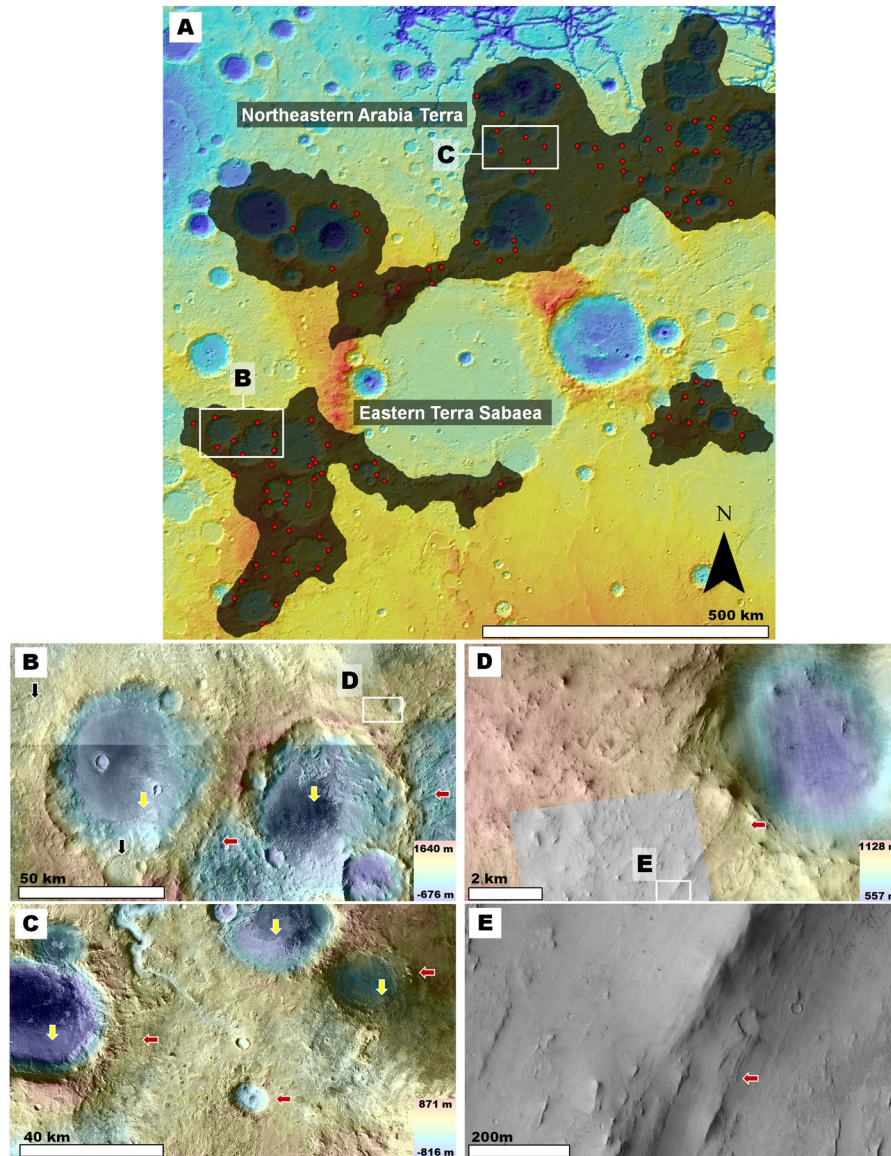 A
Northeastern Arabia Terra
C
B
Eastern Terra Sabaea
N
500 km
B
D
1640 m
-676 m
50 km
D
E
1128 m
557 m
2 km
C
871 m
-816 m
40 km
E
200m